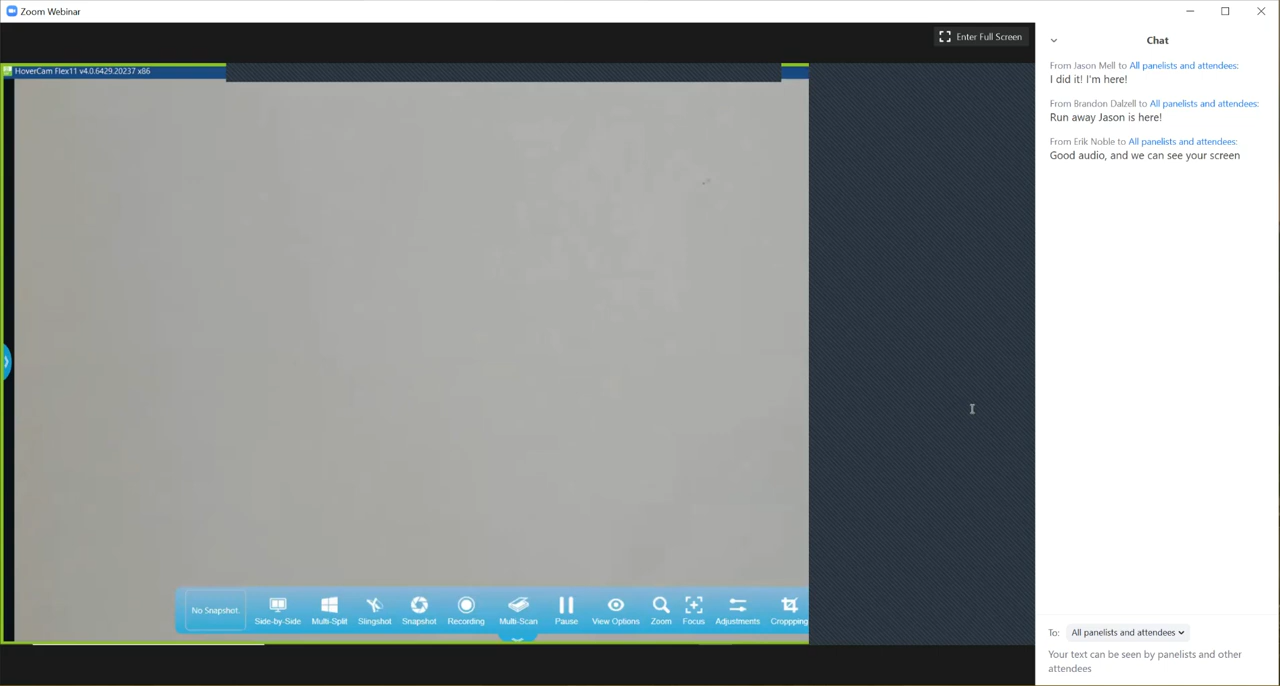 Zoom Webinar
Enter Full Screen
HoverCam Flex11 v4.0.6429.20237 x86
No Snapshot.
Side-by-Side
Multi-Split
Slingshot
Snapshot
Recording
Multi-Scan
Pause
View Options
Zoom
Focus
Adjustments
Croppping
Chat
From Jason Mell to All panelists and attendees:
I did it! I'm here!
From Brandon Dalzell to All panelists and attendees:
Run away Jason is here!
From Erik Noble to All panelists and attendees:
Good audio, and we can see your screen
To: All panelists and attendees
Your text can be seen by panelists and other
attendees